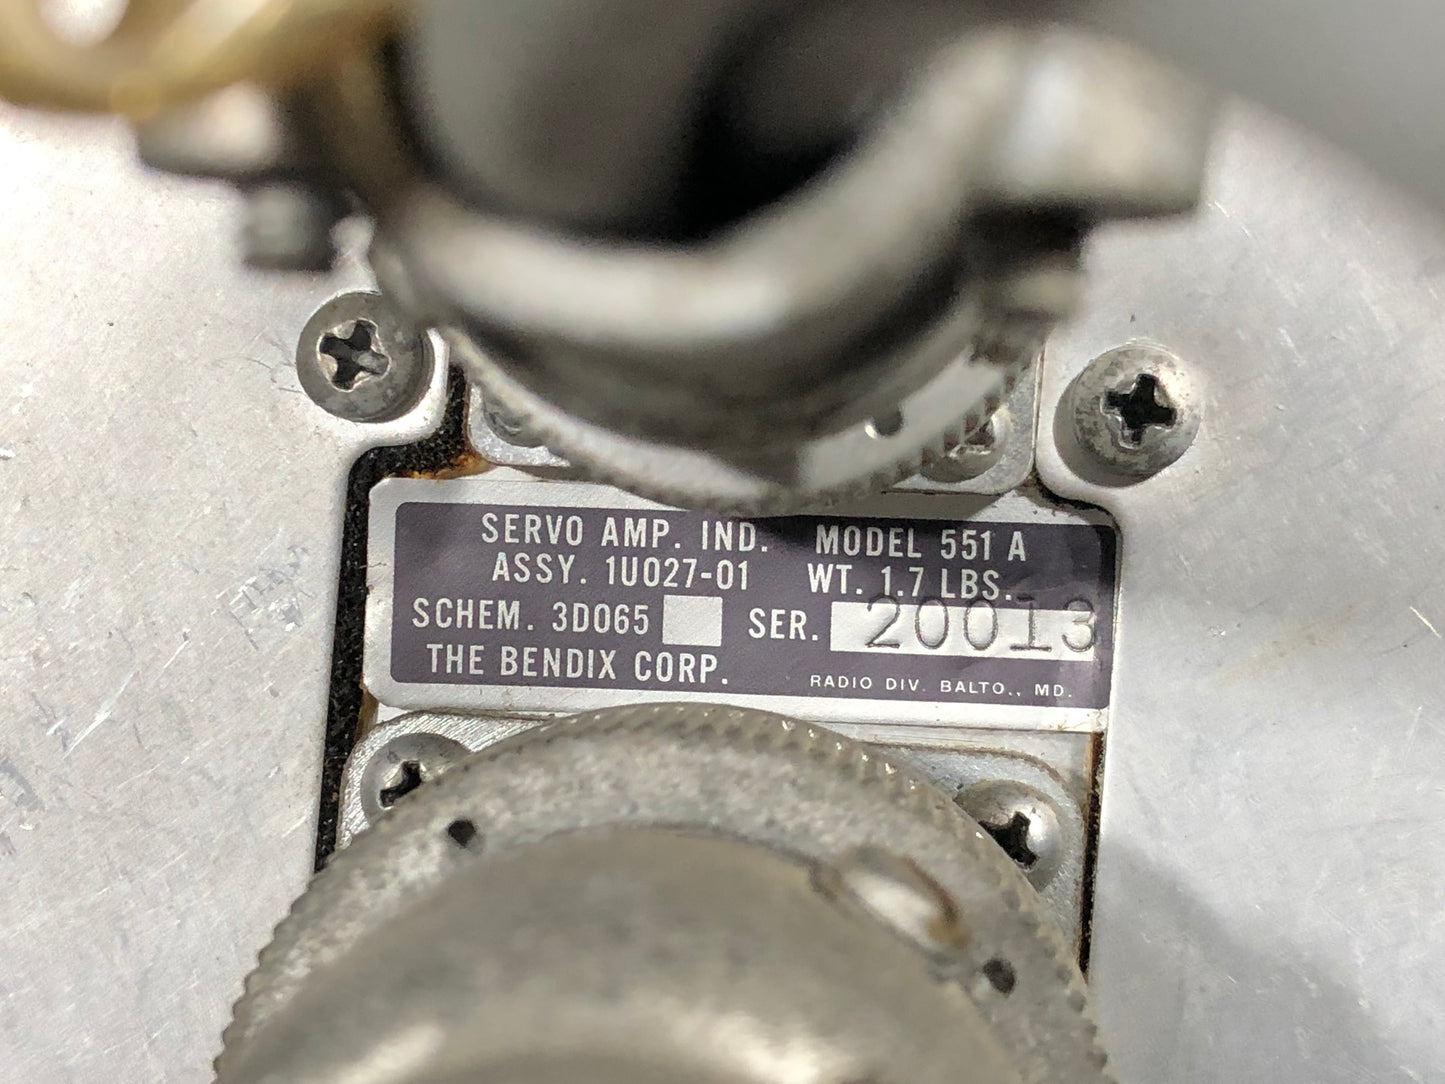 SERVO AMP. IND. MODEL 551 A
ASSY. 1U027-01 WT. 1.7 LBS.
SCHEM. 3D065 SER. 20013
THE BENDIX CORP. RADIO DIV. BALTO., MD.